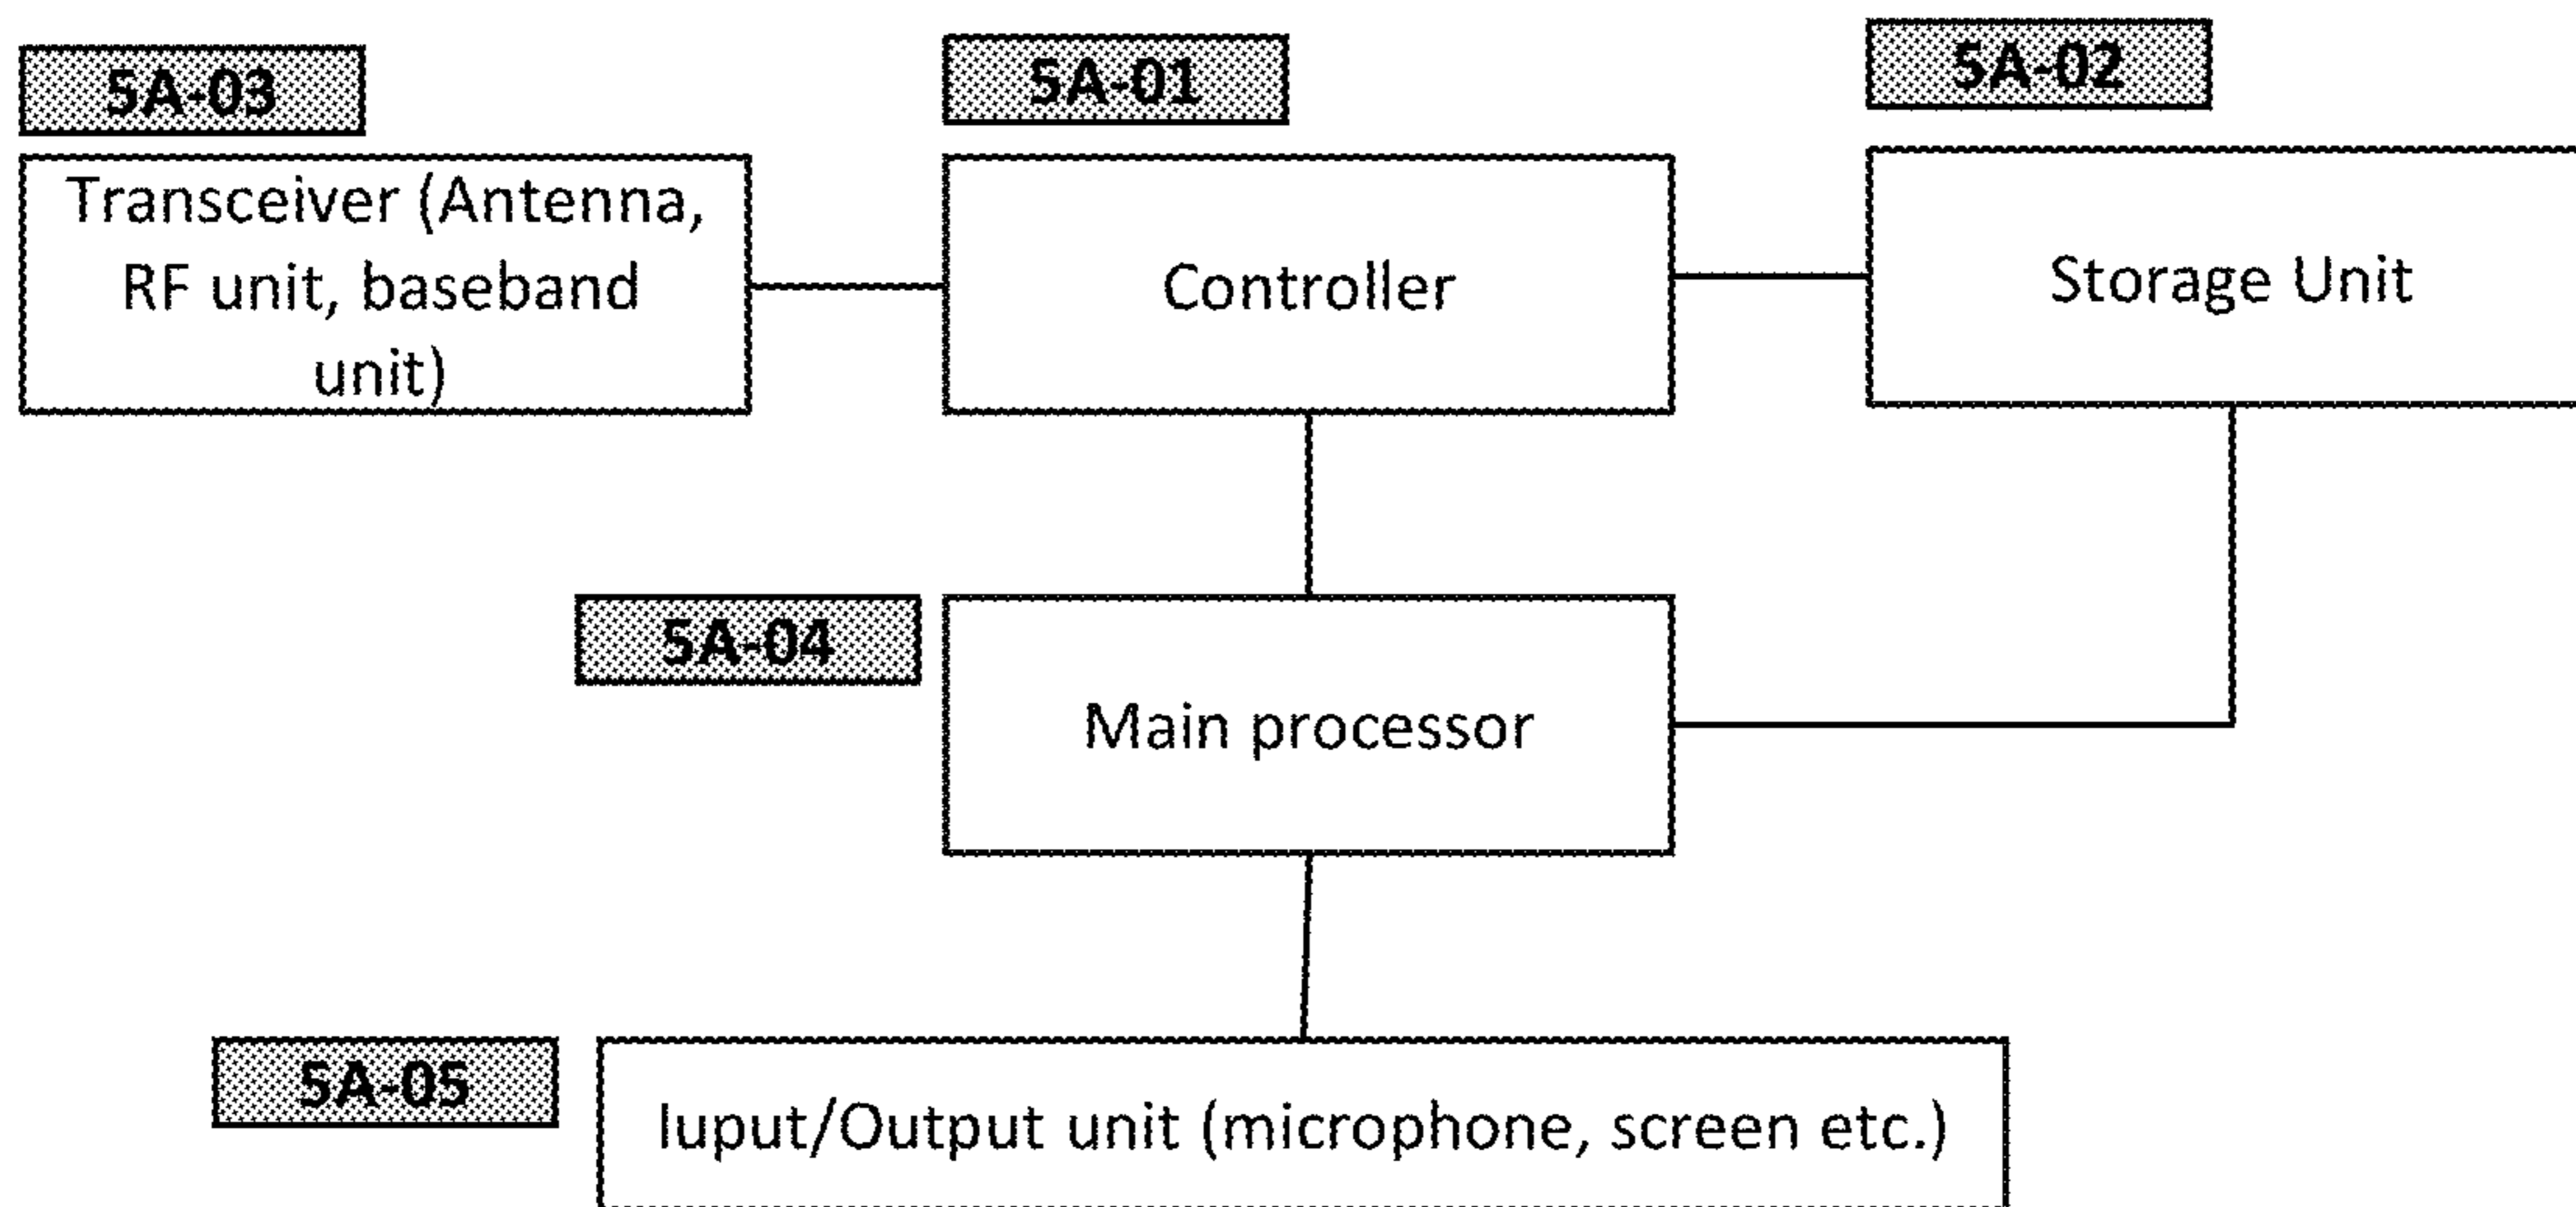 5A-03
5A-01
5A-02
Transceiver (Antenna,
RF unit, baseband
unit)
Controller
Storage Unit
5A-04
Main processor
5A-05
Iuput/Output unit (microphone, screen etc.)